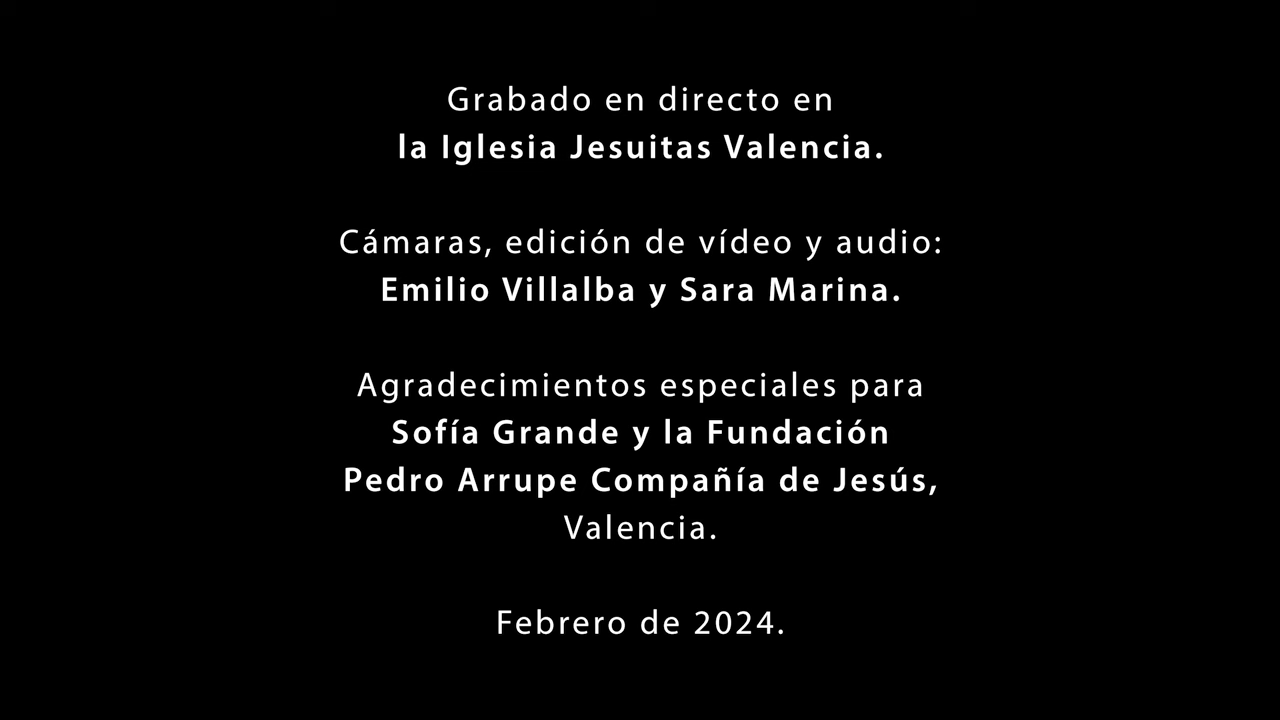 Grabado en directo en
la Iglesia Jesuitas Valencia.
Cámaras, edición de vídeo y audio:
Emilio Villalba y Sara Marina.
Agradecimientos especiales para
Sofía Grande y la Fundación
Pedro Arrupe Compañía de Jesús,
Valencia.
Febrero de 2024.